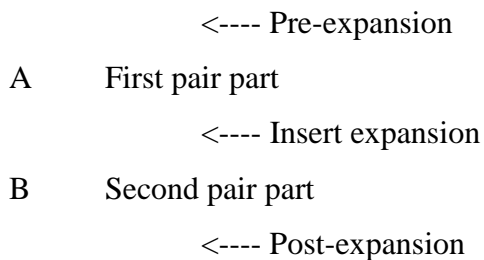 <---- Pre-expansion
A First pair part
<---- Insert expansion
B Second pair part
<---- Post-expansion